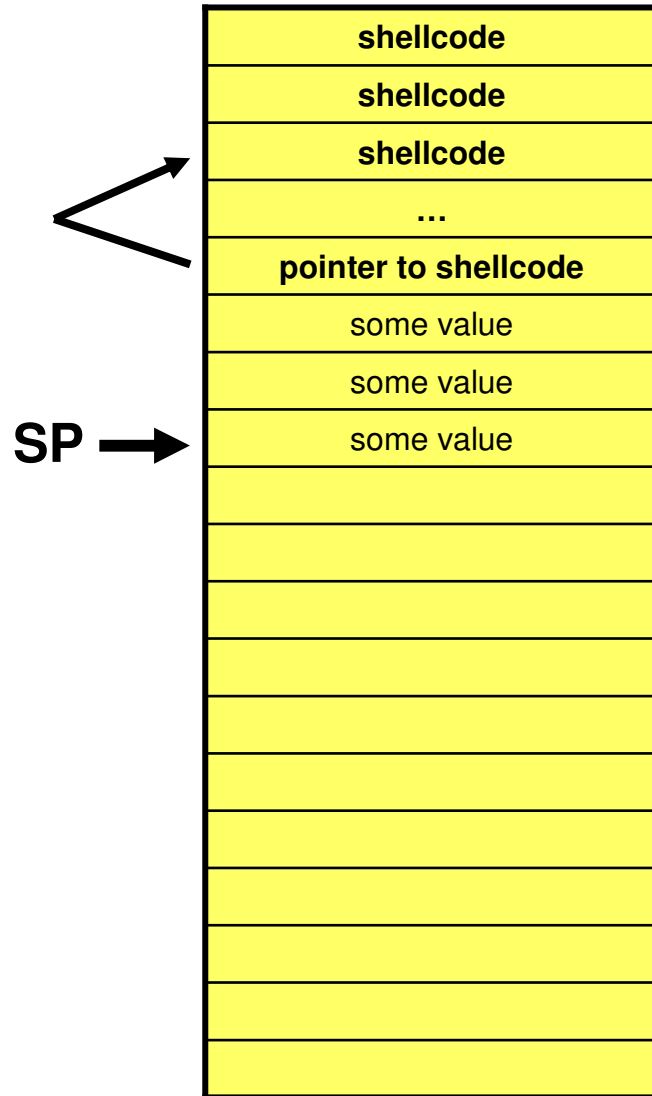 shellcode
shellcode
shellcode
...
pointer to shellcode
some value
some value
SP some value